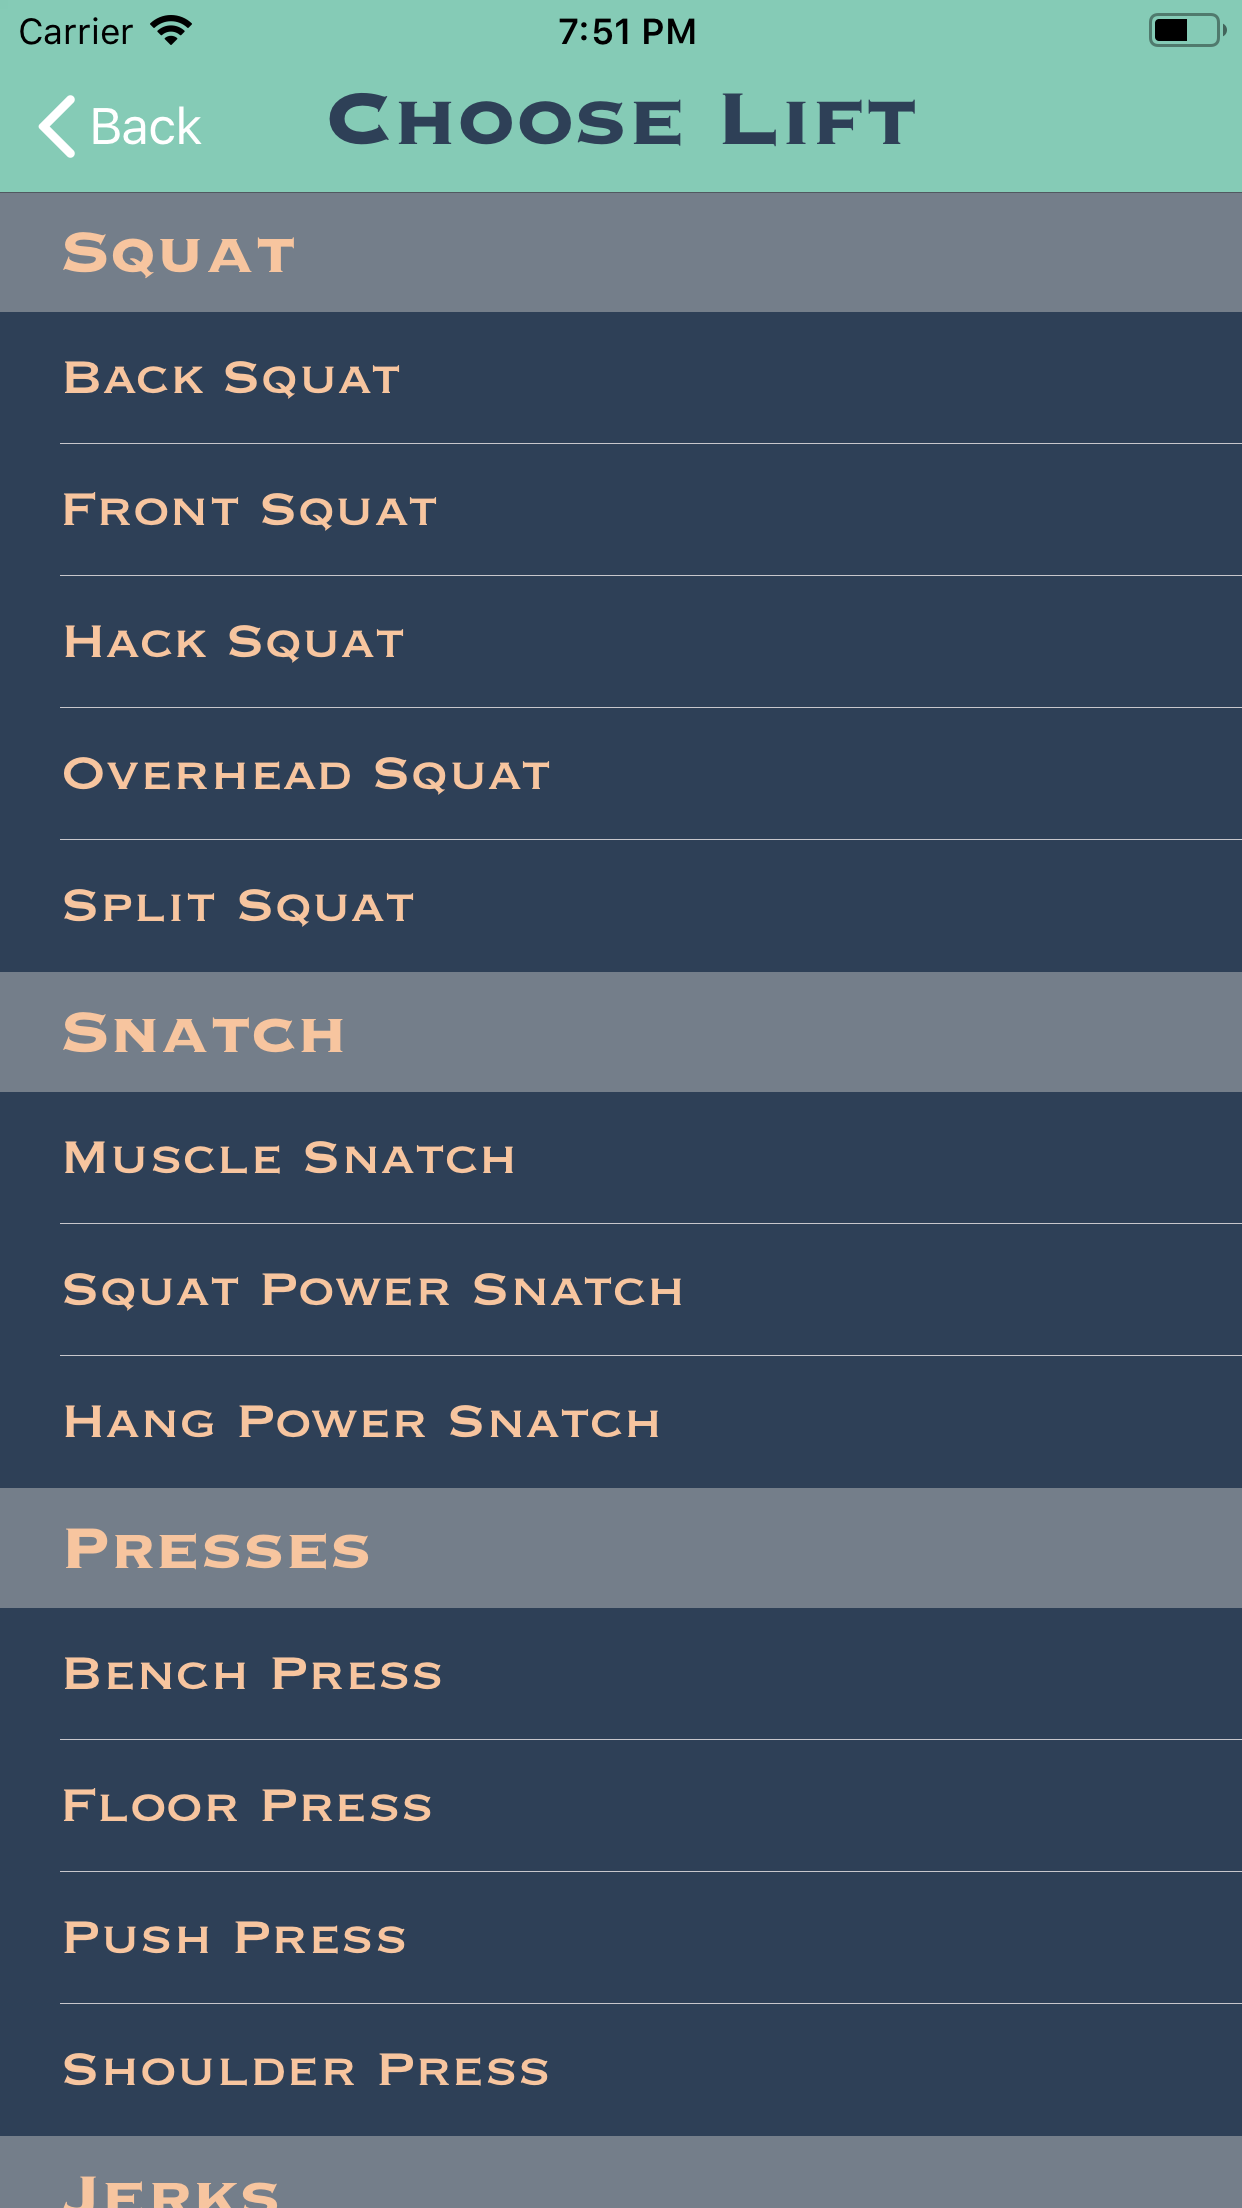 Carrier 7:51 PM
Back Choose Lift
Squat
Back Squat
Front Squat
Hack Squat
Overhead Squat
Split Squat
Snatch
Muscle Snatch
Squat Power Snatch
Hang Power Snatch
Presses
Bench Press
Floor Press
Push Press
Shoulder Press
Jerks